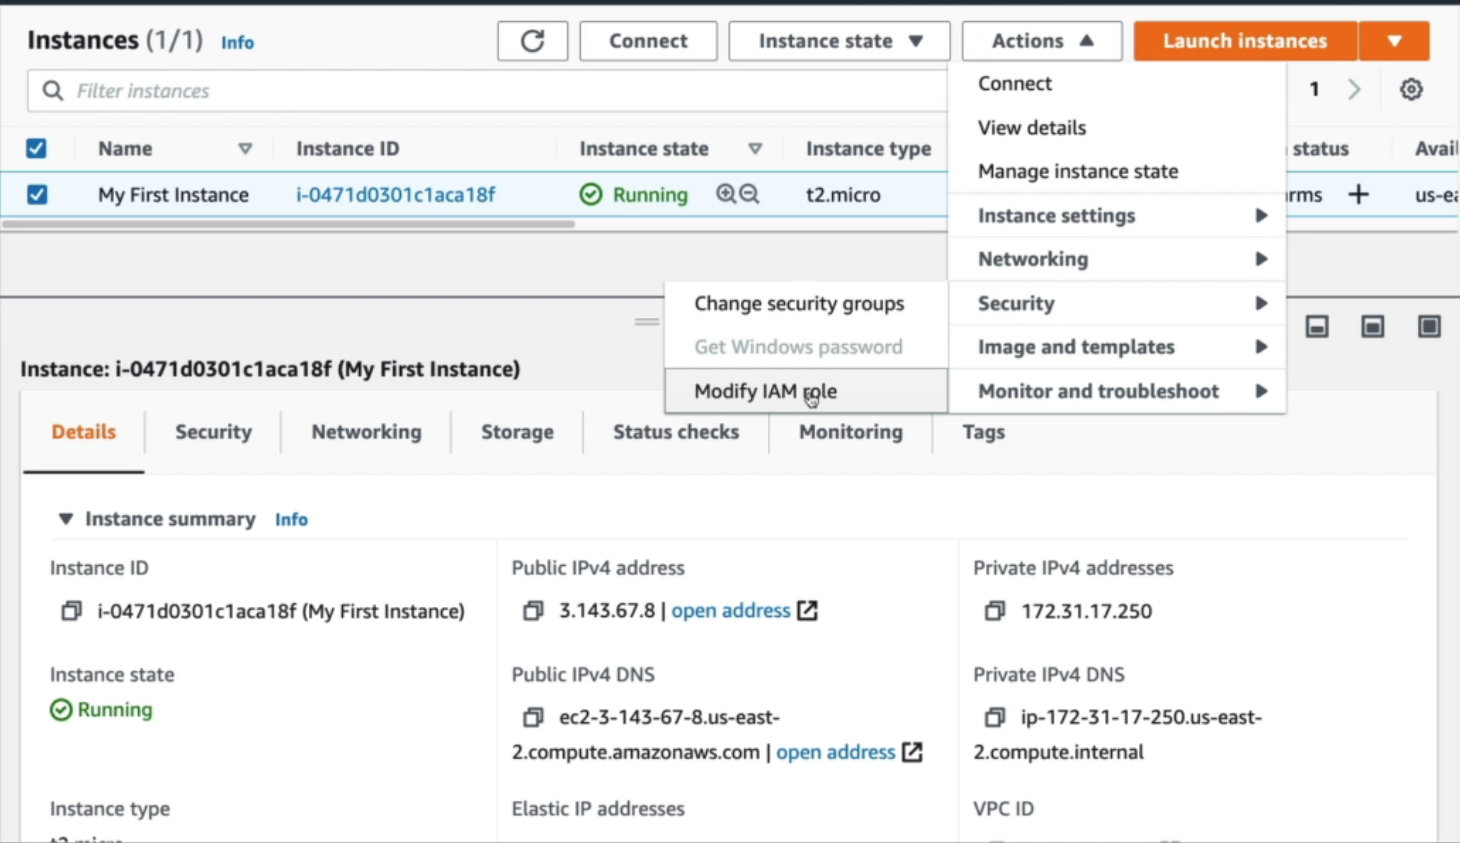 Instances (1/1) Info
Connect
Instance state
Actions
Launch instances
Filter instances
1
Connect
View details
Manage instance state
Instance settings
Networking
Security
Image and templates
Monitor and troubleshoot
Change security groups
Get Windows password
Modify IAM role
Name
Instance ID
Instance state
Instance type
status
Avail
My First Instance
i-0471d0301c1aca18f
Running
t2.micro
rms
us-ea
Instance: i-0471d0301c1aca18f (My First Instance)
Details
Security
Networking
Storage
Status checks
Monitoring
Tags
Instance summary Info
Instance ID
i-0471d0301c1aca18f (My First Instance)
Public IPv4 address
3.143.67.8 | open address
Private IPv4 addresses
172.31.17.250
Instance state
Running
Public IPv4 DNS
ec2-3-143-67-8.us-east-
2.compute.amazonaws.com | open address
Private IPv4 DNS
ip-172-31-17-250.us-east-
2.compute.internal
Instance type
t2.micro
Elastic IP addresses
VPC ID